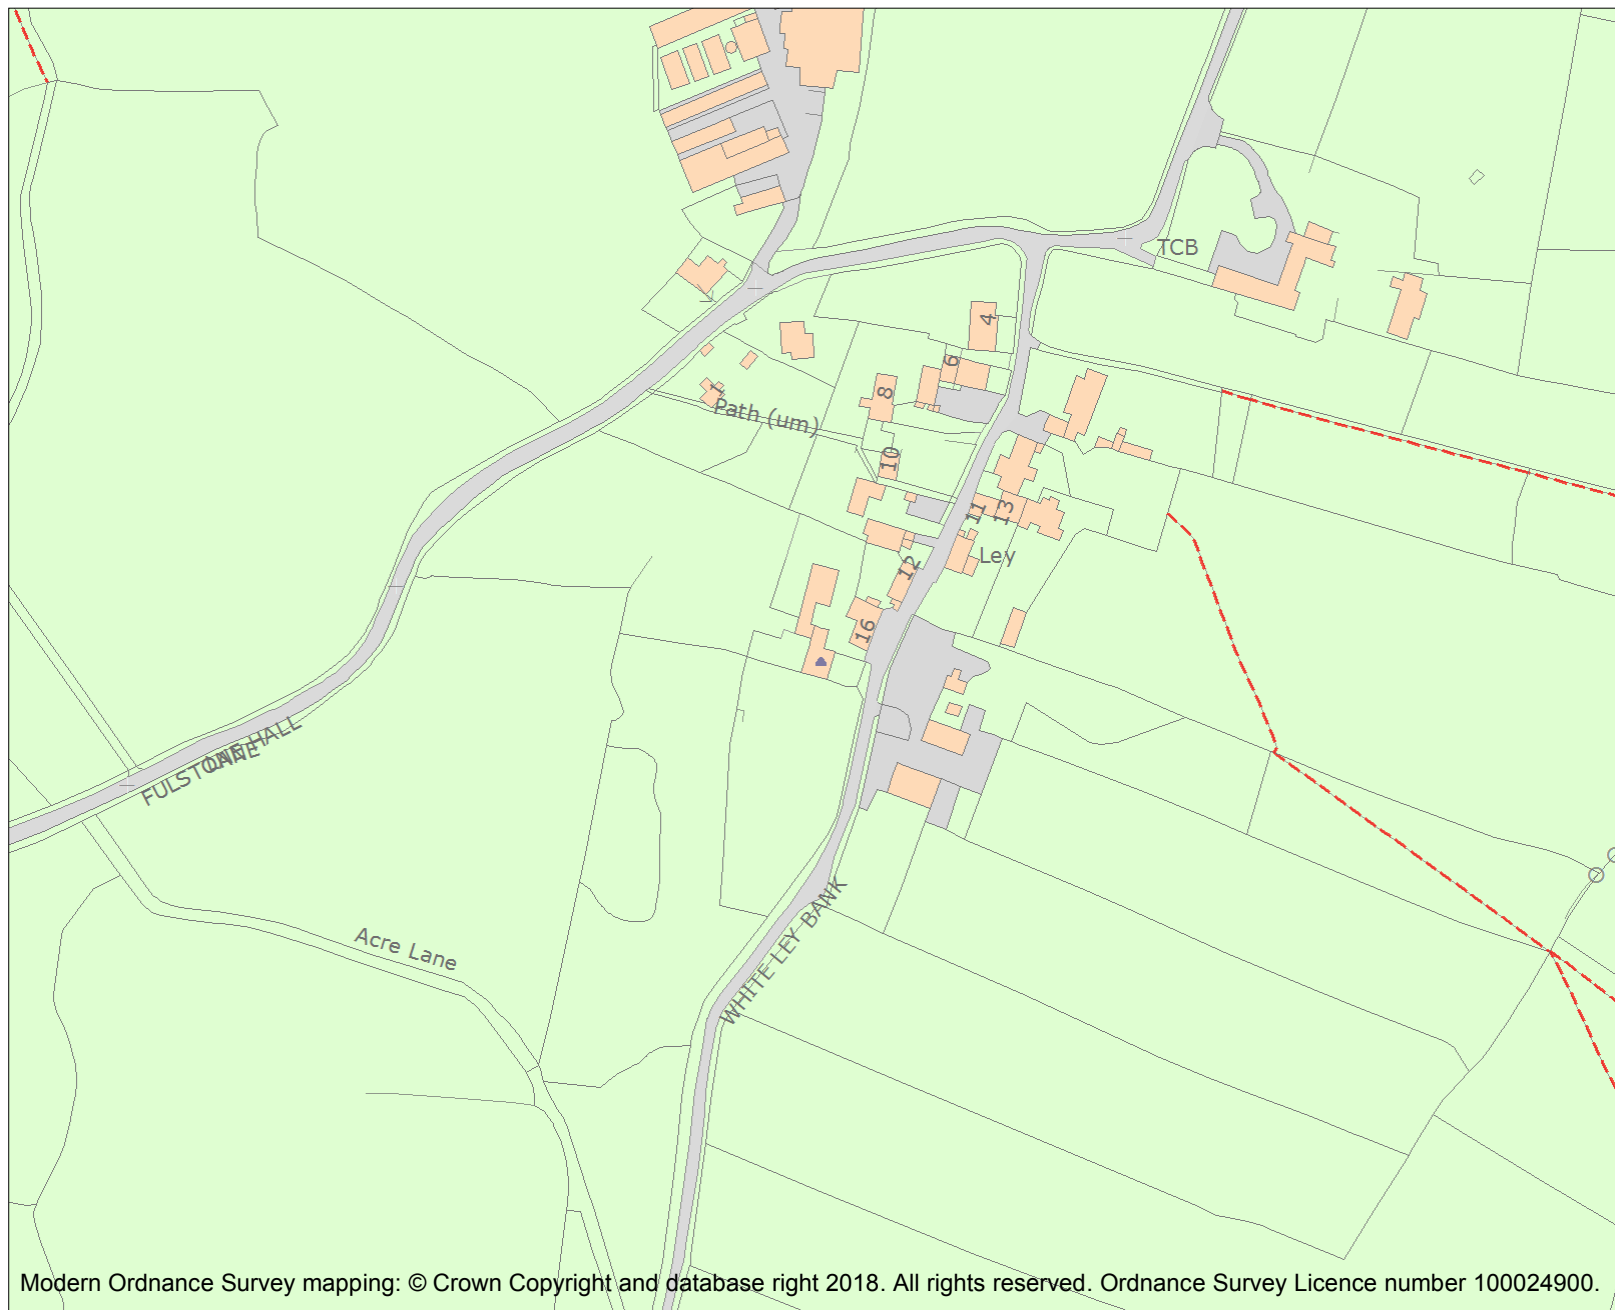 TCB
4
6
8
1
Path (um)
10
11
13
Ley
12
16
FULSTONE HALL
LANE
Acre Lane
WHITE LEY BANK
Modern Ordnance Survey mapping: © Crown Copyright and database right 2018. All rights reserved. Ordnance Survey Licence number 100024900.